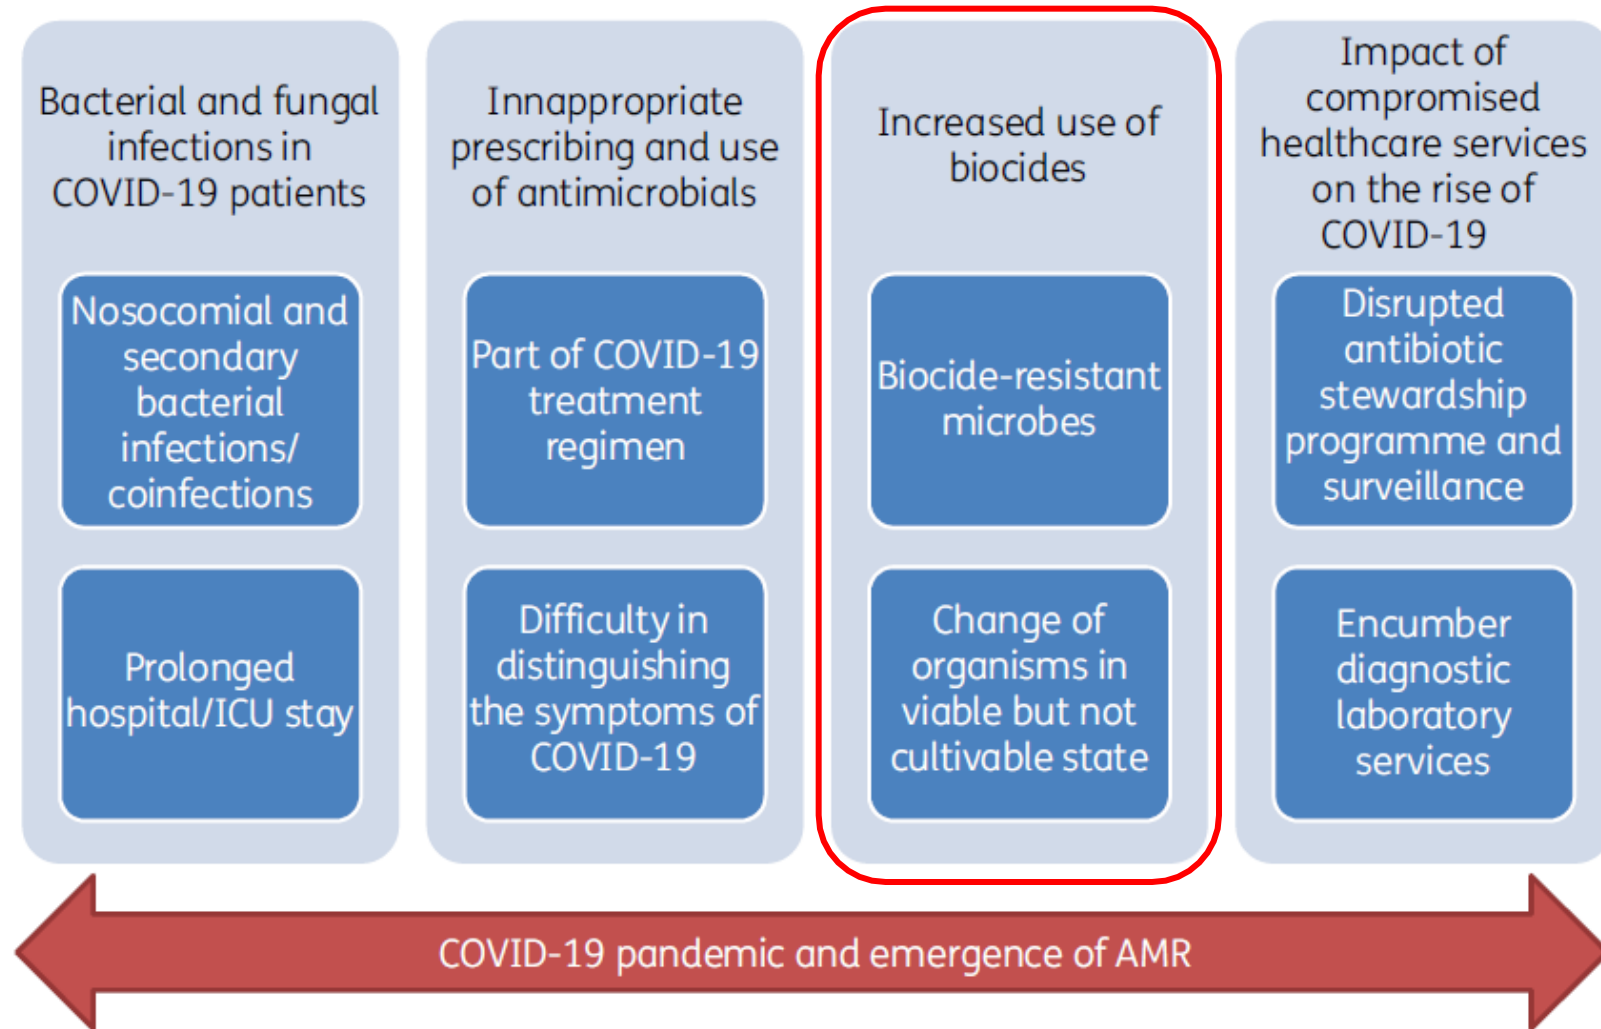 Bacterial and fungal
infections in
COVID-19 patients
Nosocomial and
secondary
bacterial
infections/
coinfections
Prolonged
hospital/ICU stay
Innappropriate
prescribing and use
of antimicrobials
Part of COVID-19
treatment
regimen
Difficulty in
distinguishing
the symptoms of
COVID-19
Increased use of
biocides
Biocide-resistant
microbes
Change of
organisms in
viable but not
cultivable state
Impact of
compromised
healthcare services
on the rise of
COVID-19
Disrupted
antibiotic
stewardship
programme and
surveillance
Encumber
diagnostic
laboratory
services
COVID-19 pandemic and emergence of AMR